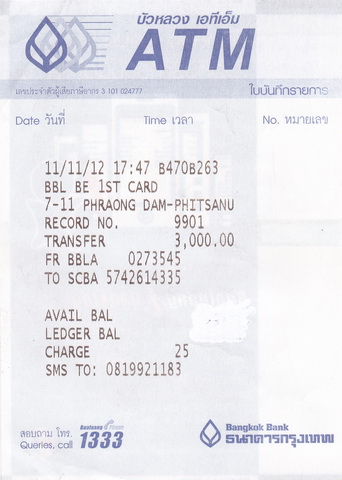 บัวหลวง เอทีเอ็ม
ATM
เลขประจำตัวผู้เสียภาษีอากร 3 101 024777
ใบบันทึกรายการ
Date วันที่ Time เวลา No. หมายเลข
11/11/12 17:47 B470B263
BBL BE 1ST CARD
7-11 PHRAONG DAM-PHITSANU
RECORD NO. 9901
TRANSFER 3,000.00
FR BBLA 0273545
TO SCBA 5742614335
AVAIL BAL
LEDGER BAL
CHARGE 25
SMS TO: 0819921183
สอบถาม โทร.
Queries, call
Bualuang Phone
1333
Bangkok Bank
ธนาคารกรุงเทพ